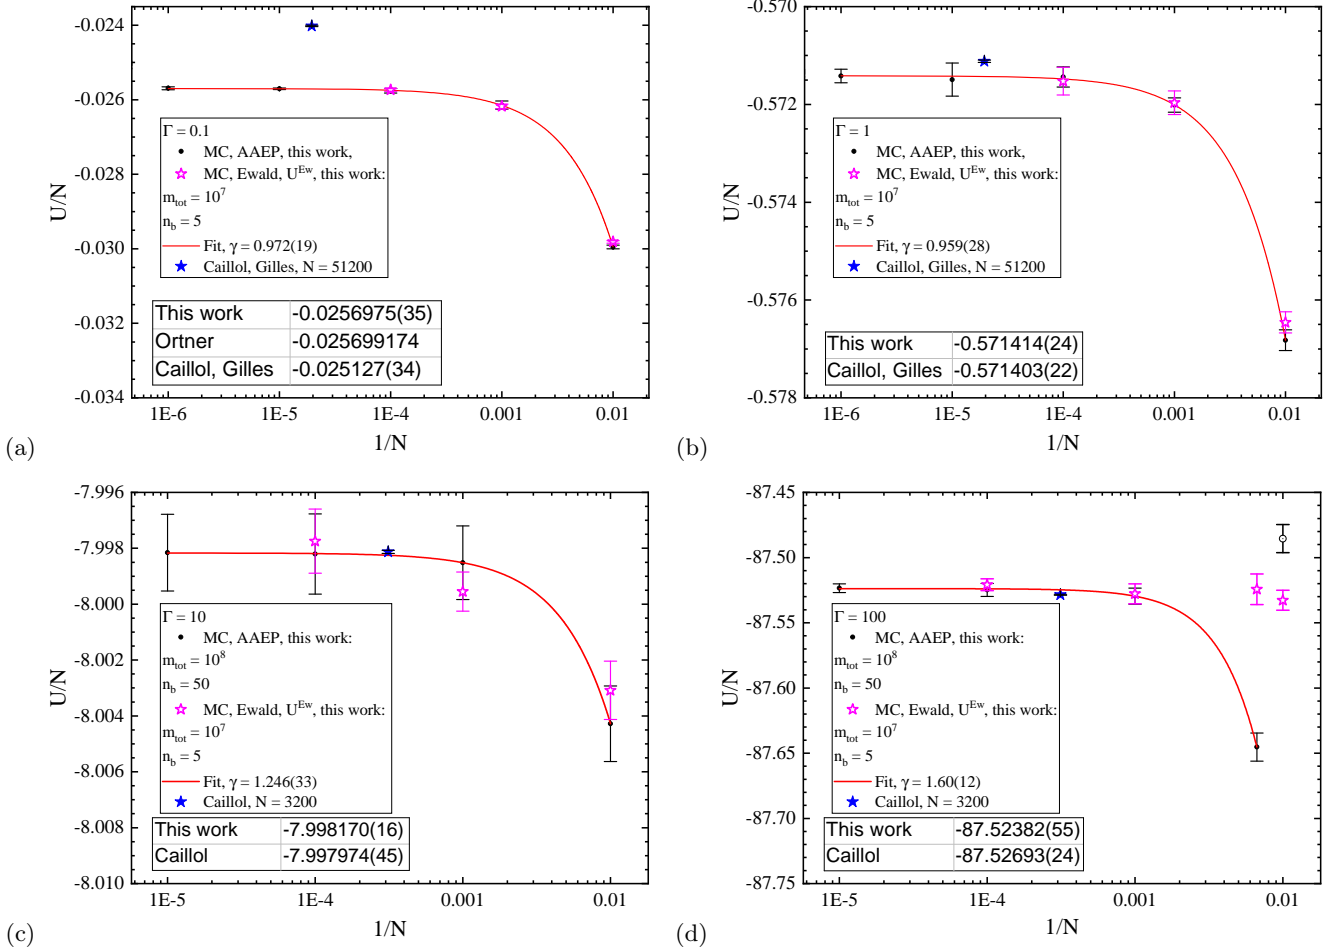 -0.024
-0.026
-0.028
-0.030
-0.032
-0.034
U/N
Γ = 0.1
MC, AAEP, this work,
MC, Ewald, U^Ew, this work:
m_tot = 10^7
n_b = 5
Fit, γ = 0.972(19)
Caillol, Gilles, N = 51200
This work -0.0256975(35)
Ortner -0.025699174
Caillol, Gilles -0.025127(34)
1E-6 1E-5 1E-4 0.001 0.01
1/N
(a)
-0.570
-0.572
-0.574
-0.576
-0.578
U/N
Γ = 1
MC, AAEP, this work,
MC, Ewald, U^Ew, this work:
m_tot = 10^7
n_b = 5
Fit, γ = 0.959(28)
Caillol, Gilles, N = 51200
This work -0.571414(24)
Caillol, Gilles -0.571403(22)
1E-6 1E-5 1E-4 0.001 0.01
1/N
(b)
-7.996
-7.998
-8.000
-8.002
-8.004
-8.006
-8.008
-8.010
U/N
Γ = 10
MC, AAEP, this work:
m_tot = 10^8
n_b = 50
MC, Ewald, U^Ew, this work:
m_tot = 10^7
n_b = 5
Fit, γ = 1.246(33)
Caillol, N = 3200
This work -7.998170(16)
Caillol -7.997974(45)
1E-5 1E-4 0.001 0.01
1/N
(c)
-87.45
-87.50
-87.55
-87.60
-87.65
-87.70
-87.75
U/N
Γ = 100
MC, AAEP, this work:
m_tot = 10^8
n_b = 50
MC, Ewald, U^Ew, this work:
m_tot = 10^7
n_b = 5
Fit, γ = 1.60(12)
Caillol, N = 3200
This work -87.52382(55)
Caillol -87.52693(24)
1E-5 1E-4 0.001 0.01
1/N
(d)